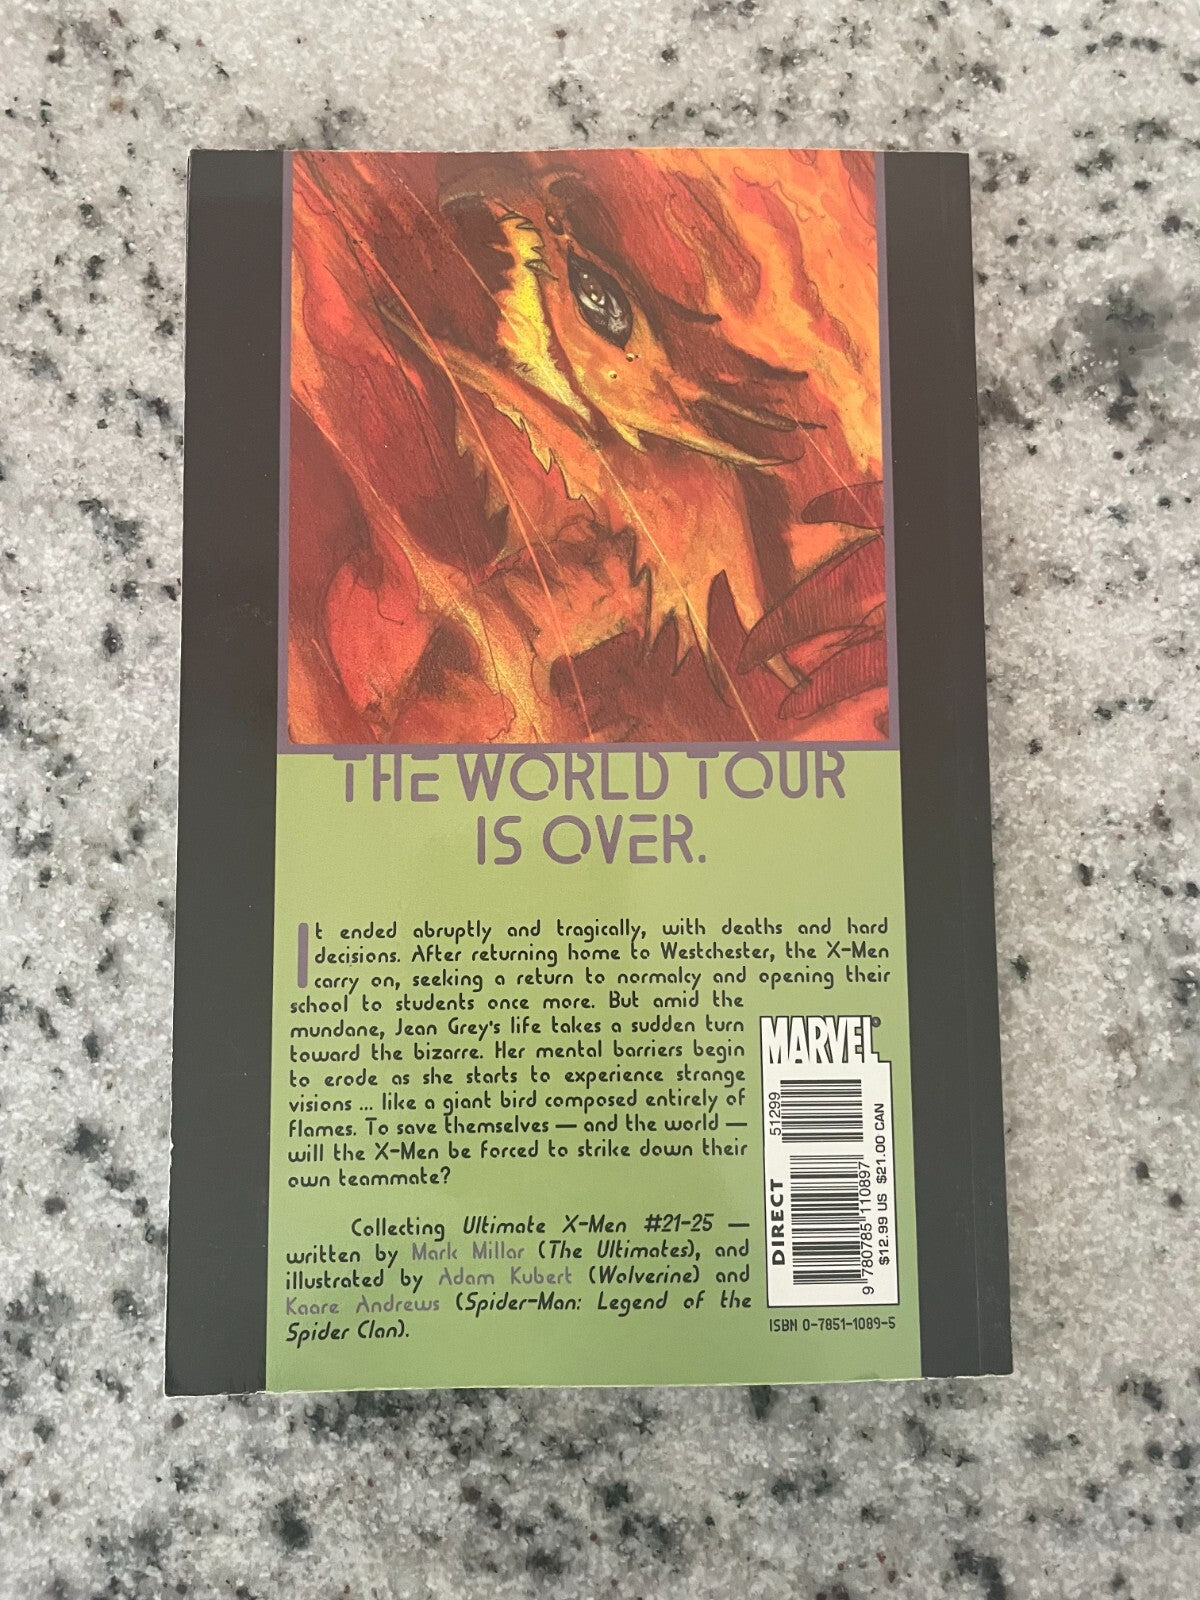 THE WORLD TOUR
IS OVER.
It ended abruptly and tragically, with deaths and hard
decisions. After returning home to Westchester, the X-Men
carry on, seeking a return to normalcy and opening their
school to students once more. But amid the
mundane, Jean Grey's life takes a sudden turn
toward the bizarre. Her mental barriers begin
to erode as she starts to experience strange
visions ... like a giant bird composed entirely of
flames. To save themselves — and the world —
will the X-Men be forced to strike down their
own teammate?
Collecting Ultimate X-Men #21-25 —
written by Mark Millar (The Ultimates), and
illustrated by Adam Kubert (Wolverine) and
Kaare Andrews (Spider-Man: Legend of the
Spider Clan).
MARVEL®
51299
DIRECT
9 780785 110897
$12.99 US $21.00 CAN
ISBN 0-7851-1089-5